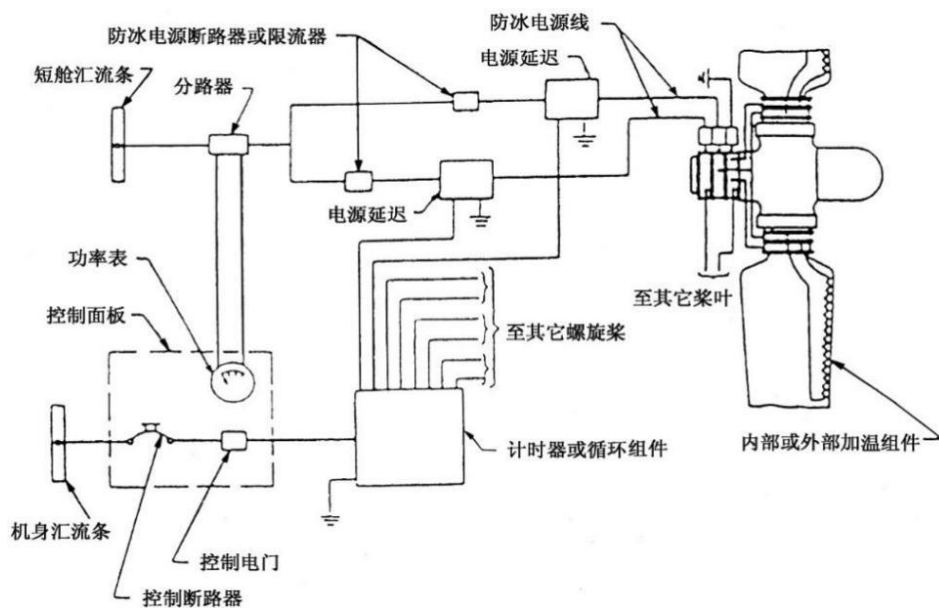 防冰电源断路器或限流器
防冰电源线
电源延迟
短舱汇流条
分路器
电源延迟
功率表
至其它桨叶
控制面板
至其它螺旋桨
计时器或循环组件
内部或外部加温组件
机身汇流条
控制电门
控制断路器